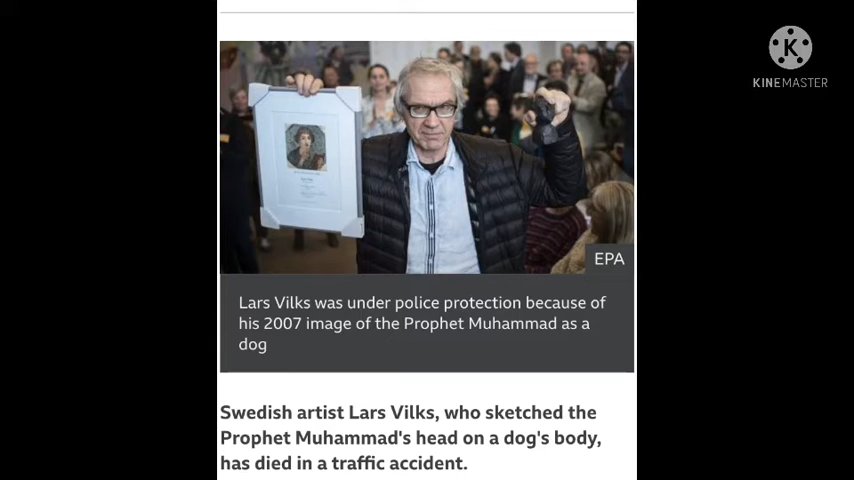 KINEMASTER
EPA
Lars Vilks was under police protection because of
his 2007 image of the Prophet Muhammad as a
dog
Swedish artist Lars Vilks, who sketched the
Prophet Muhammad's head on a dog's body,
has died in a traffic accident.